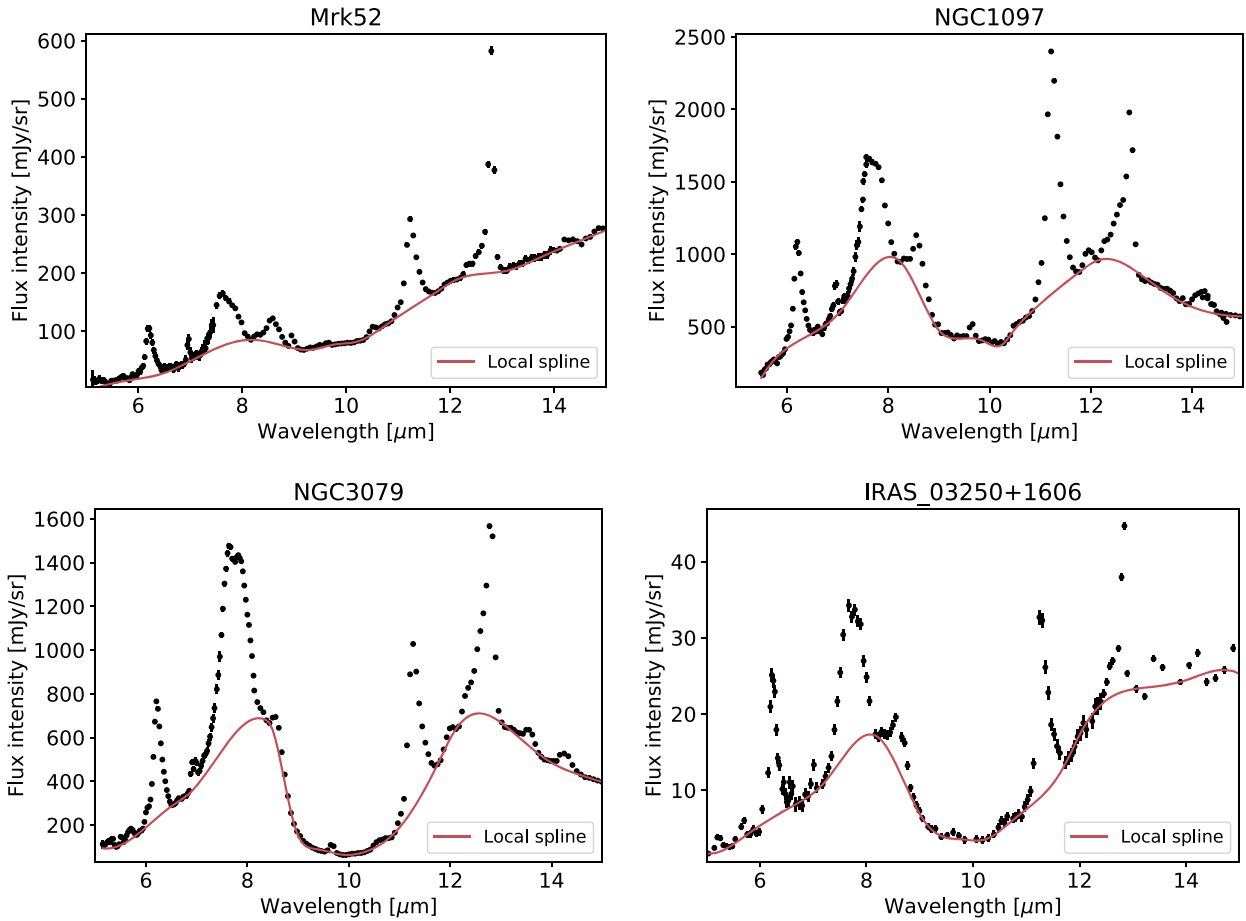 Mrk52
Flux intensity [mJy/sr]
600
500
400
300
200
100
6 8 10 12 14
Wavelength [μm]
Local spline
NGC1097
Flux intensity [mJy/sr]
2500
2000
1500
1000
500
6 8 10 12 14
Wavelength [μm]
Local spline
NGC3079
Flux intensity [mJy/sr]
1600
1400
1200
1000
800
600
400
200
6 8 10 12 14
Wavelength [μm]
Local spline
IRAS_03250+1606
Flux intensity [mJy/sr]
40
30
20
10
6 8 10 12 14
Wavelength [μm]
Local spline